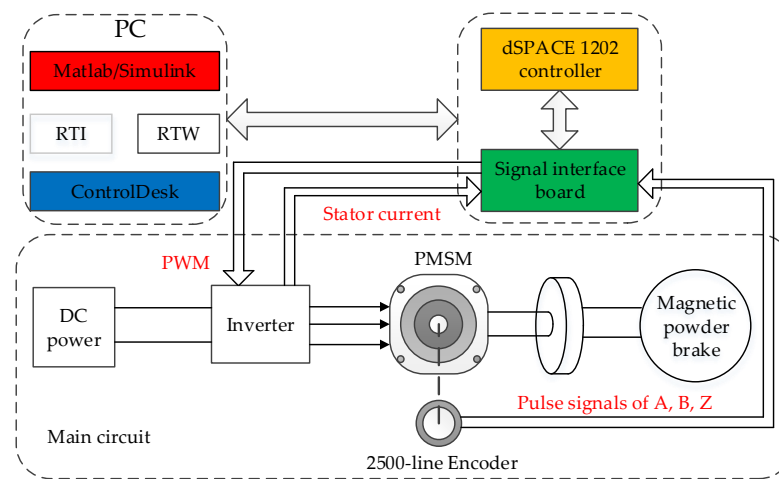 PC
Matlab/Simulink
RTI
RTW
ControlDesk
dSPACE 1202
controller
Signal interface
board
Stator current
PWM
PMSM
DC
power
Inverter
Magnetic
powder
brake
Pulse signals of A, B, Z
Main circuit
2500-line Encoder